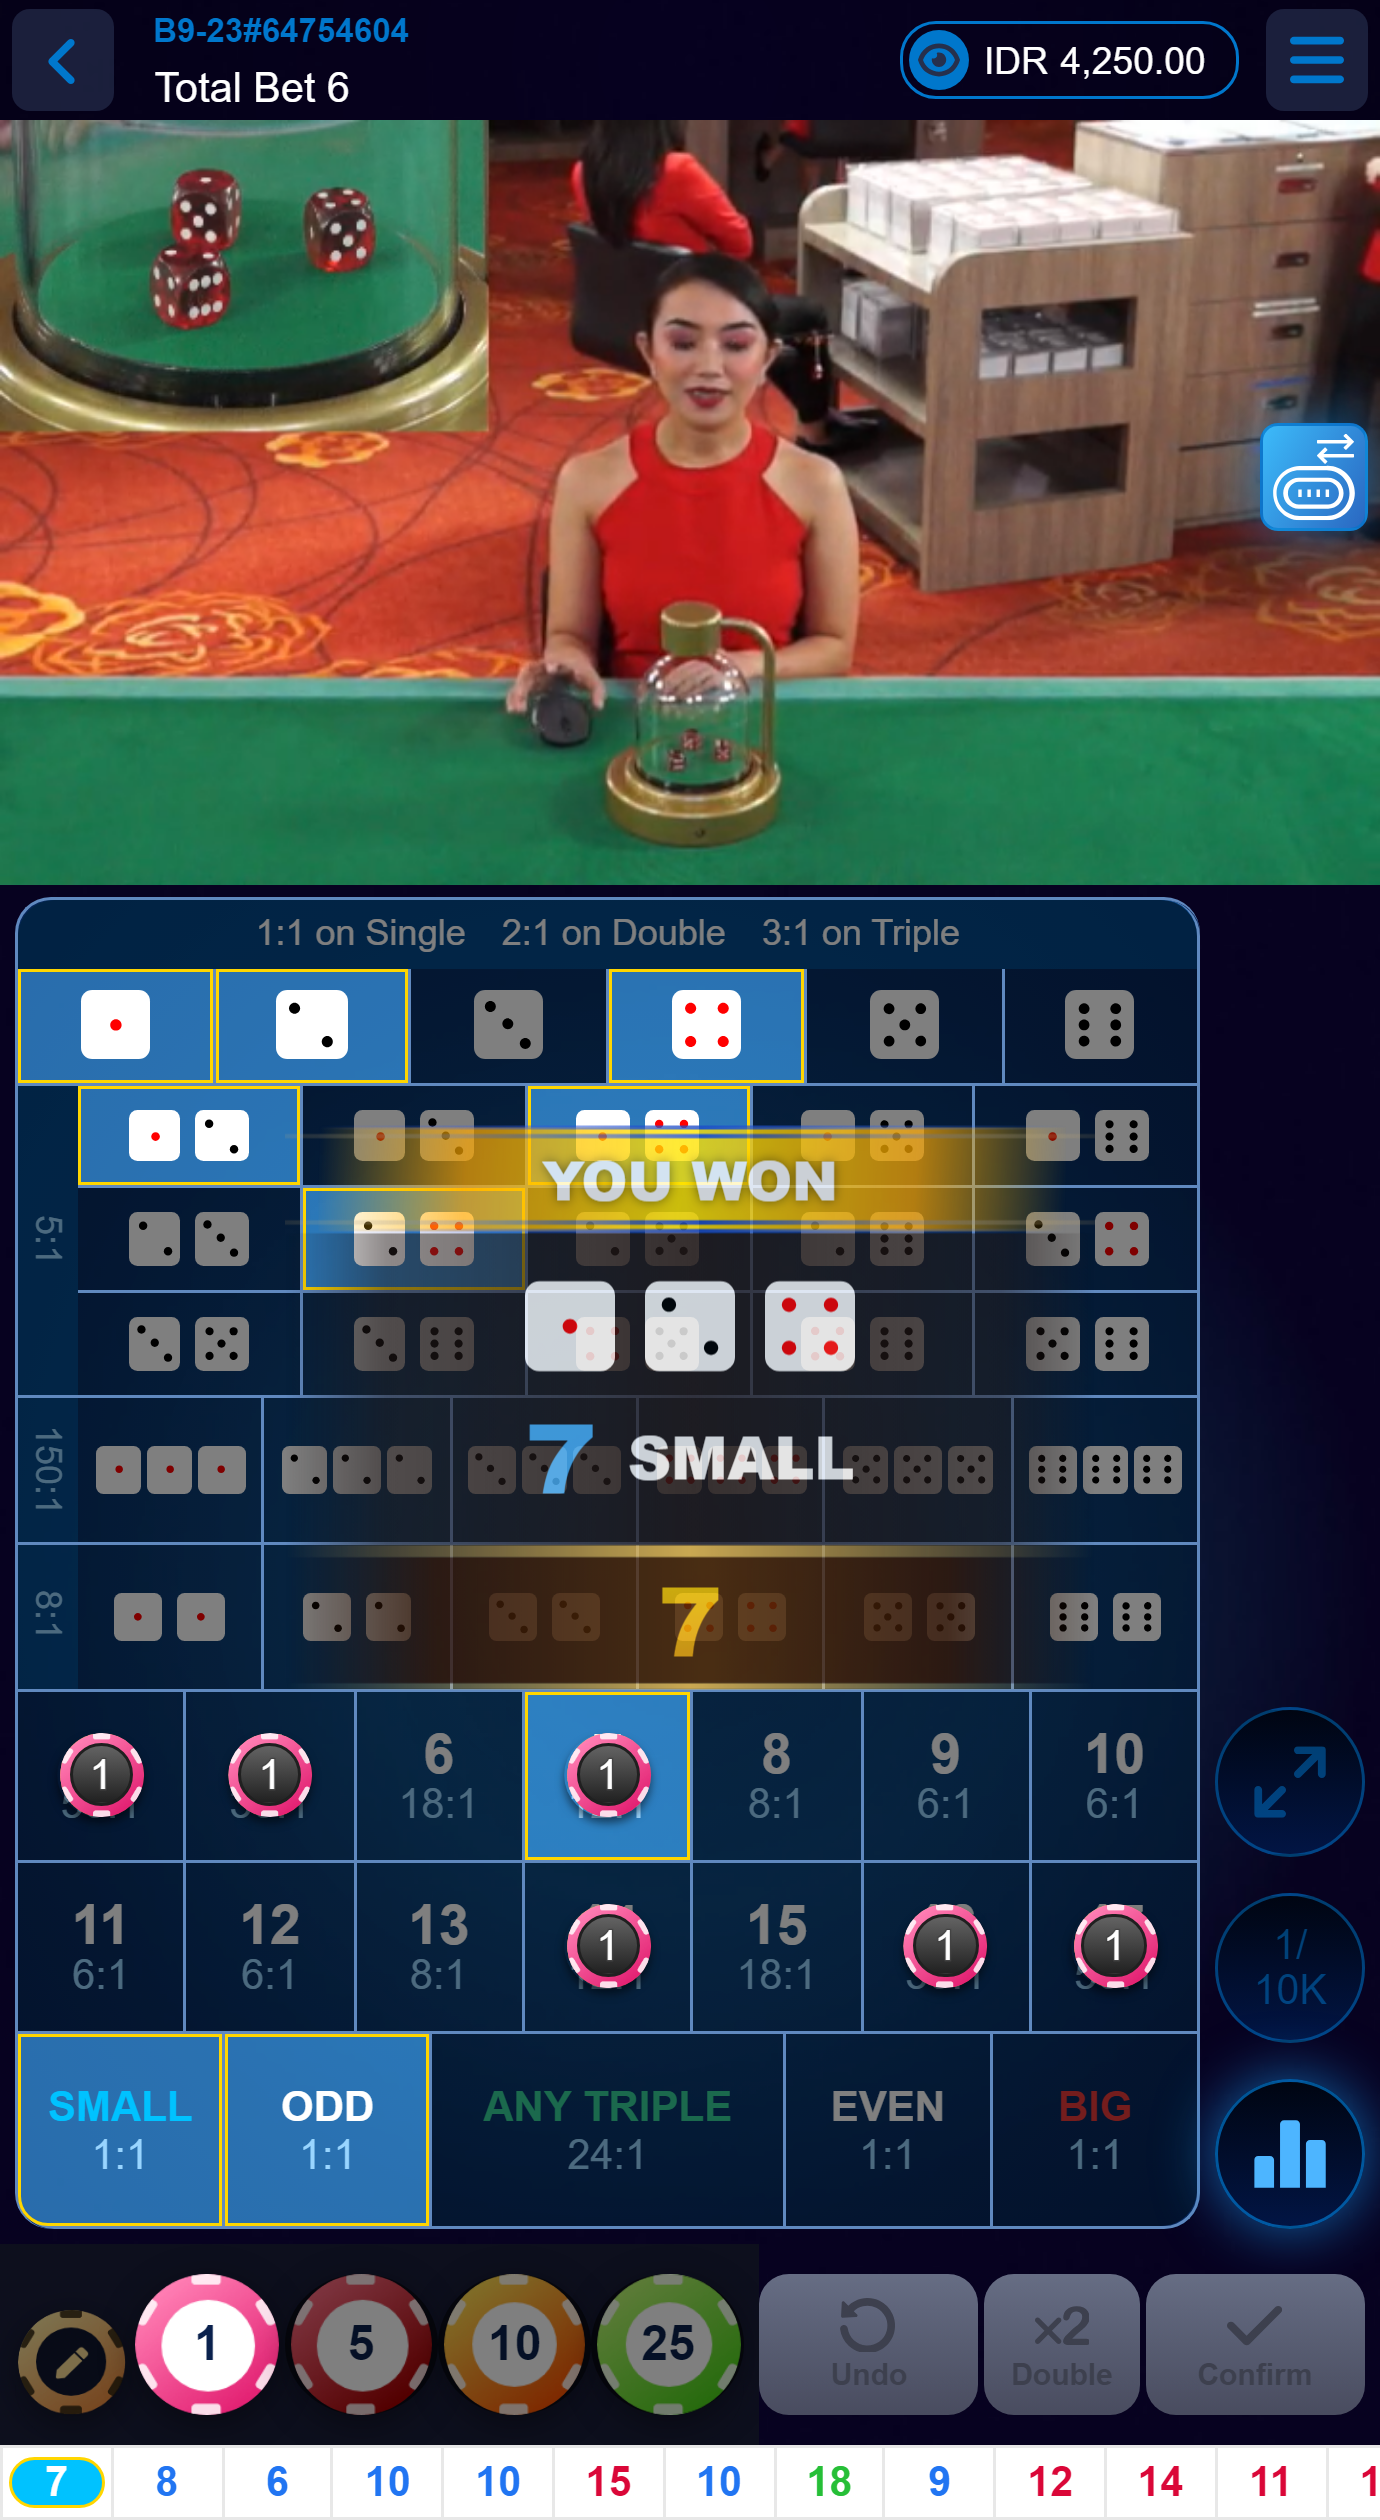 B9-23#64754604
Total Bet 6
IDR 4,250.00
1:1 on Single 2:1 on Double 3:1 on Triple
5:1
YOU WON
150:1
7 SMALL
8:1
7
1 1 6 1 8 9 10
18:1 8:1 6:1 6:1
11 12 13 1 15 1 1
6:1 6:1 8:1 18:1
1/
10K
SMALL ODD ANY TRIPLE EVEN BIG
1:1 1:1 24:1 1:1 1:1
1 5 10 25
x2
Undo Double Confirm
7 8 6 10 10 15 10 18 9 12 14 11